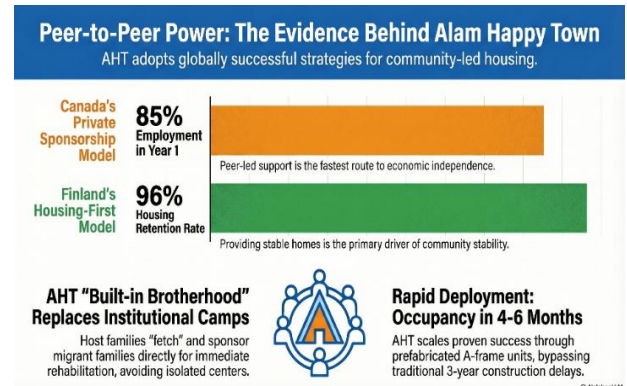 Peer-to-Peer Power: The Evidence Behind Alam Happy Town
AHT adopts globally successful strategies for community-led housing.
Canada's
Private
Sponsorship
Model
85%
Employment
in Year 1
Peer-led support is the fastest route to economic independence.
Finland's
Housing-First
Model
96%
Housing
Retention Rate
Providing stable homes is the primary driver of community stability.
AHT “Built-in Brotherhood”
Replaces Institutional Camps
Host families “fetch” and sponsor
migrant families directly for immediate
rehabilitation, avoiding isolated centers.
Rapid Deployment:
Occupancy in 4-6 Months
AHT scales proven success through
prefabricated A-frame units, bypassing
traditional 3-year construction delays.